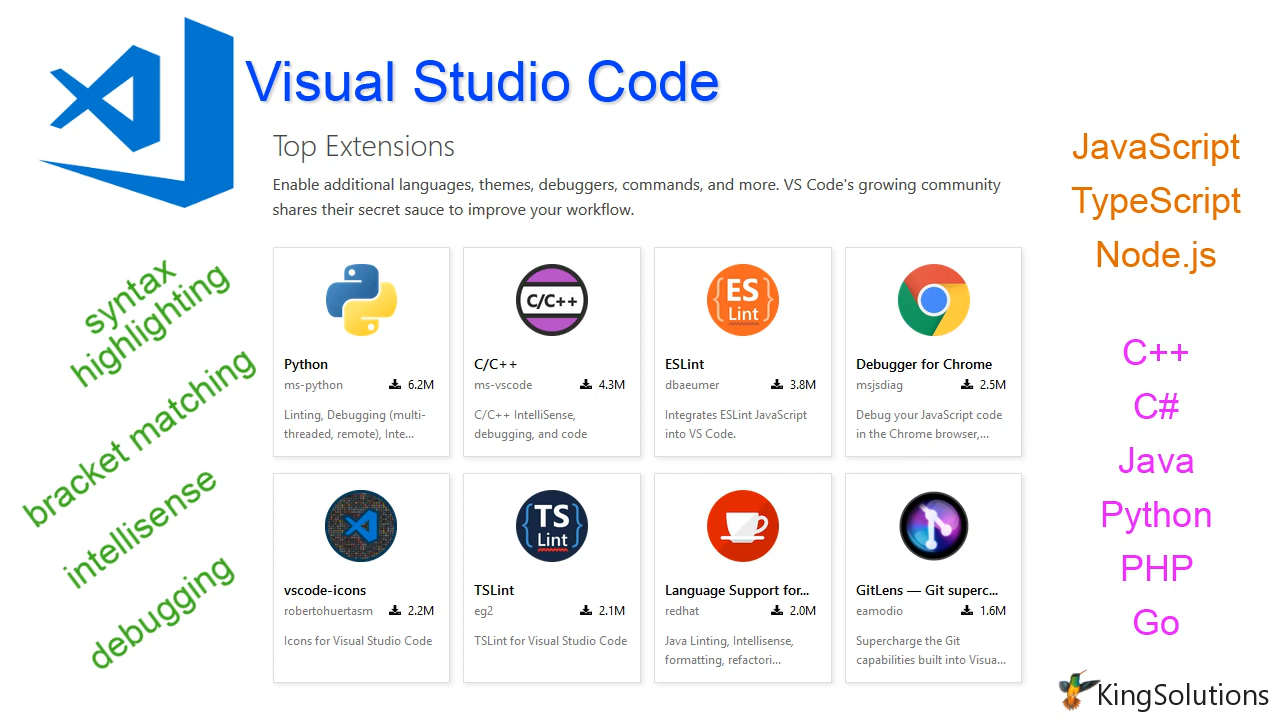 Visual Studio Code
Top Extensions
Enable additional languages, themes, debuggers, commands, and more. VS Code's growing community
shares their secret sauce to improve your workflow.
syntax
highlighting
bracket matching
intellisense
debugging
Python
ms-python 6.2M
Linting, Debugging (multi-
threaded, remote), Inte...
C/C++
C/C++
ms-vscode 4.3M
C/C++ IntelliSense,
debugging, and code
ES
Lint
ESLint
dbaeumer 3.8M
Integrates ESLint JavaScript
into VS Code.
Debugger for Chrome
msjsdiag 2.5M
Debug your JavaScript code
in the Chrome browser,...
vscode-icons
robertohuertasm 2.2M
Icons for Visual Studio Code
TS
Lint
TSLint
eg2 2.1M
TSLint for Visual Studio Code
Language Support for...
redhat 2.0M
Java Linting, Intellisense,
formatting, refactori...
GitLens — Git superc...
eamodio 1.6M
Supercharge the Git
capabilities built into Visua...
JavaScript
TypeScript
Node.js
C++
C#
Java
Python
PHP
Go
KingSolutions